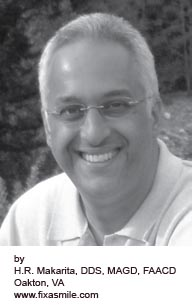 by
H.R. Makarita, DDS, MAGD, FAACD
Oakton, VA
www.fixasmile.com